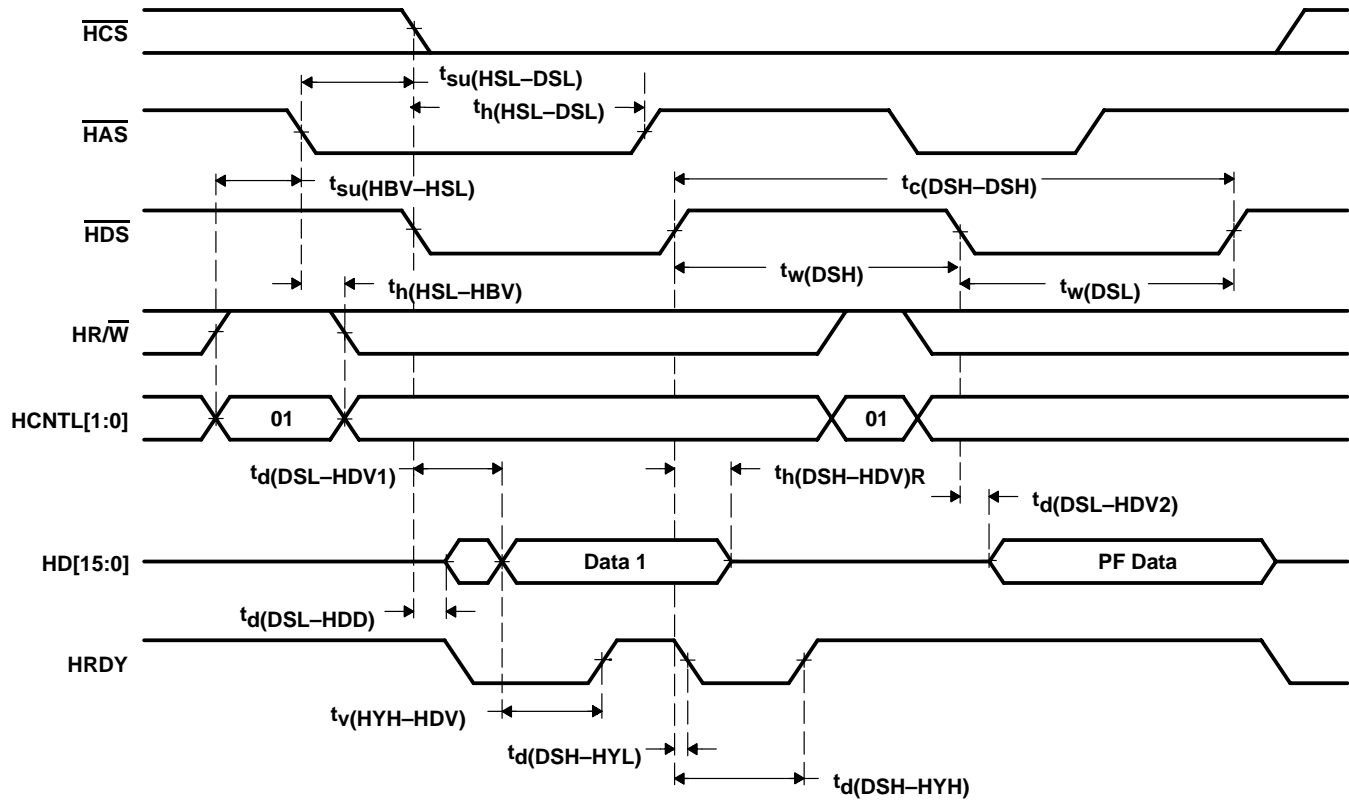 HCS
tsu(HSL–DSL)
th(HSL–DSL)
HAS
tsu(HBV–HSL)
tc(DSH–DSH)
HDS
tw(DSH)
tw(DSL)
th(HSL–HBV)
HR/W
HCNTL[1:0]
01
01
td(DSL–HDV1)
th(DSH–HDV)R
td(DSL–HDV2)
HD[15:0]
Data 1
PF Data
td(DSL–HDD)
HRDY
tv(HYH–HDV)
td(DSH–HYL)
td(DSH–HYH)